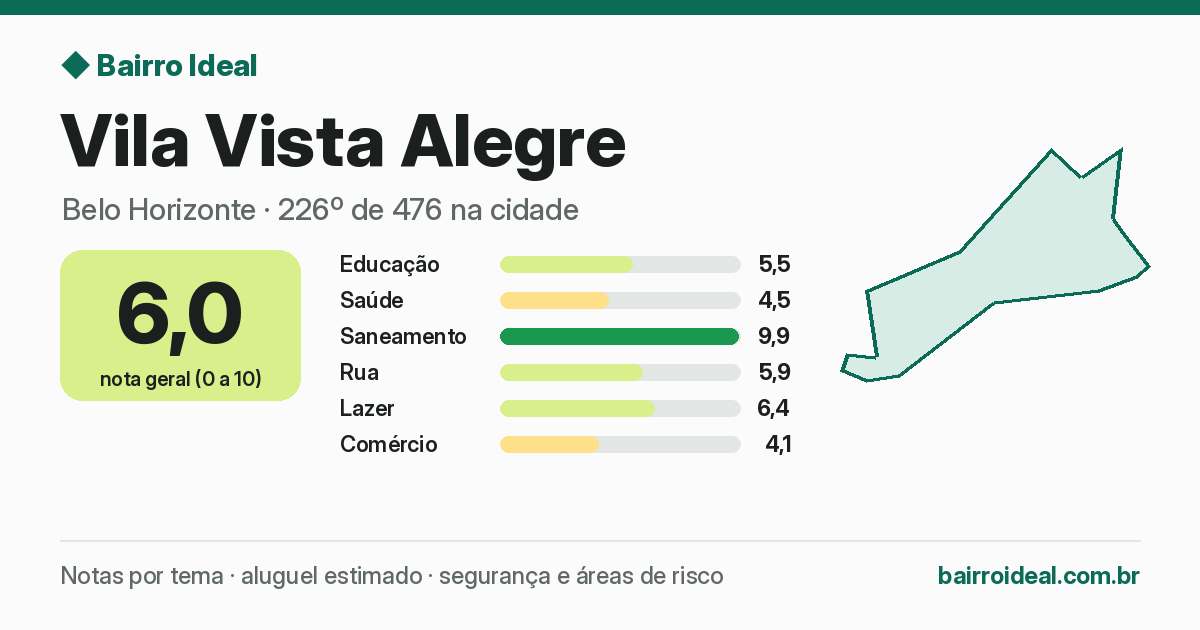 Bairro Ideal
Vila Vista Alegre
Belo Horizonte · 226º de 476 na cidade
6,0
nota geral (0 a 10)
Educação 5,5
Saúde 4,5
Saneamento 9,9
Rua 5,9
Lazer 6,4
Comércio 4,1
Notas por tema · aluguel estimado · segurança e áreas de risco
bairroideal.com.br